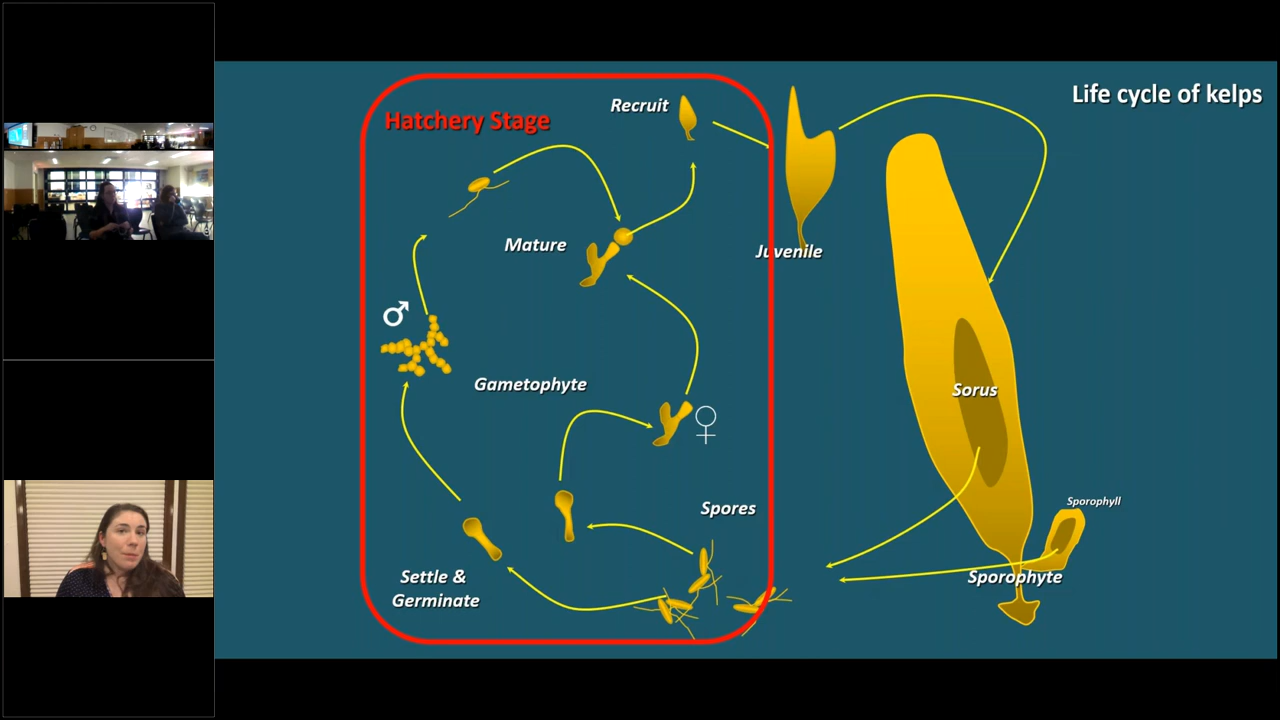 Life cycle of kelps
Hatchery Stage
Recruit
Mature
Juvenile
Gametophyte
Sorus
Spores
Sporophyll
Settle &
Germinate
Sporophyte